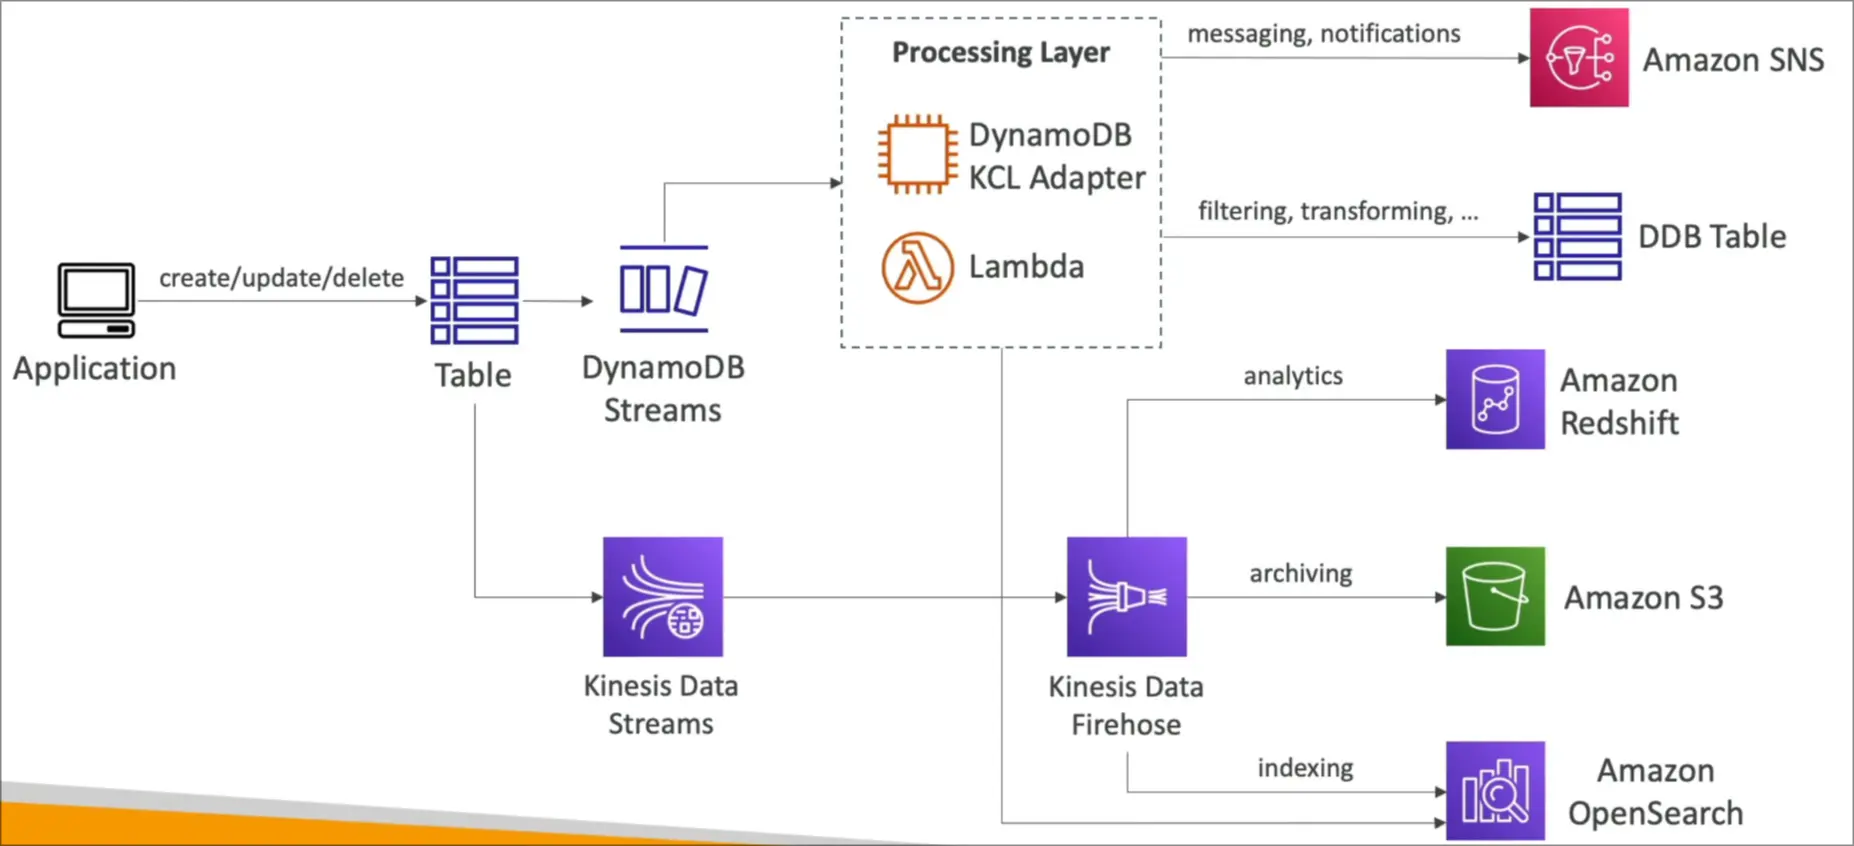 Processing Layer
DynamoDB
KCL Adapter
Lambda
messaging, notifications
Amazon SNS
filtering, transforming, ...
DDB Table
create/update/delete
Application
Table
DynamoDB
Streams
analytics
Amazon
Redshift
archiving
Amazon S3
Kinesis Data
Streams
Kinesis Data
Firehose
indexing
Amazon
OpenSearch